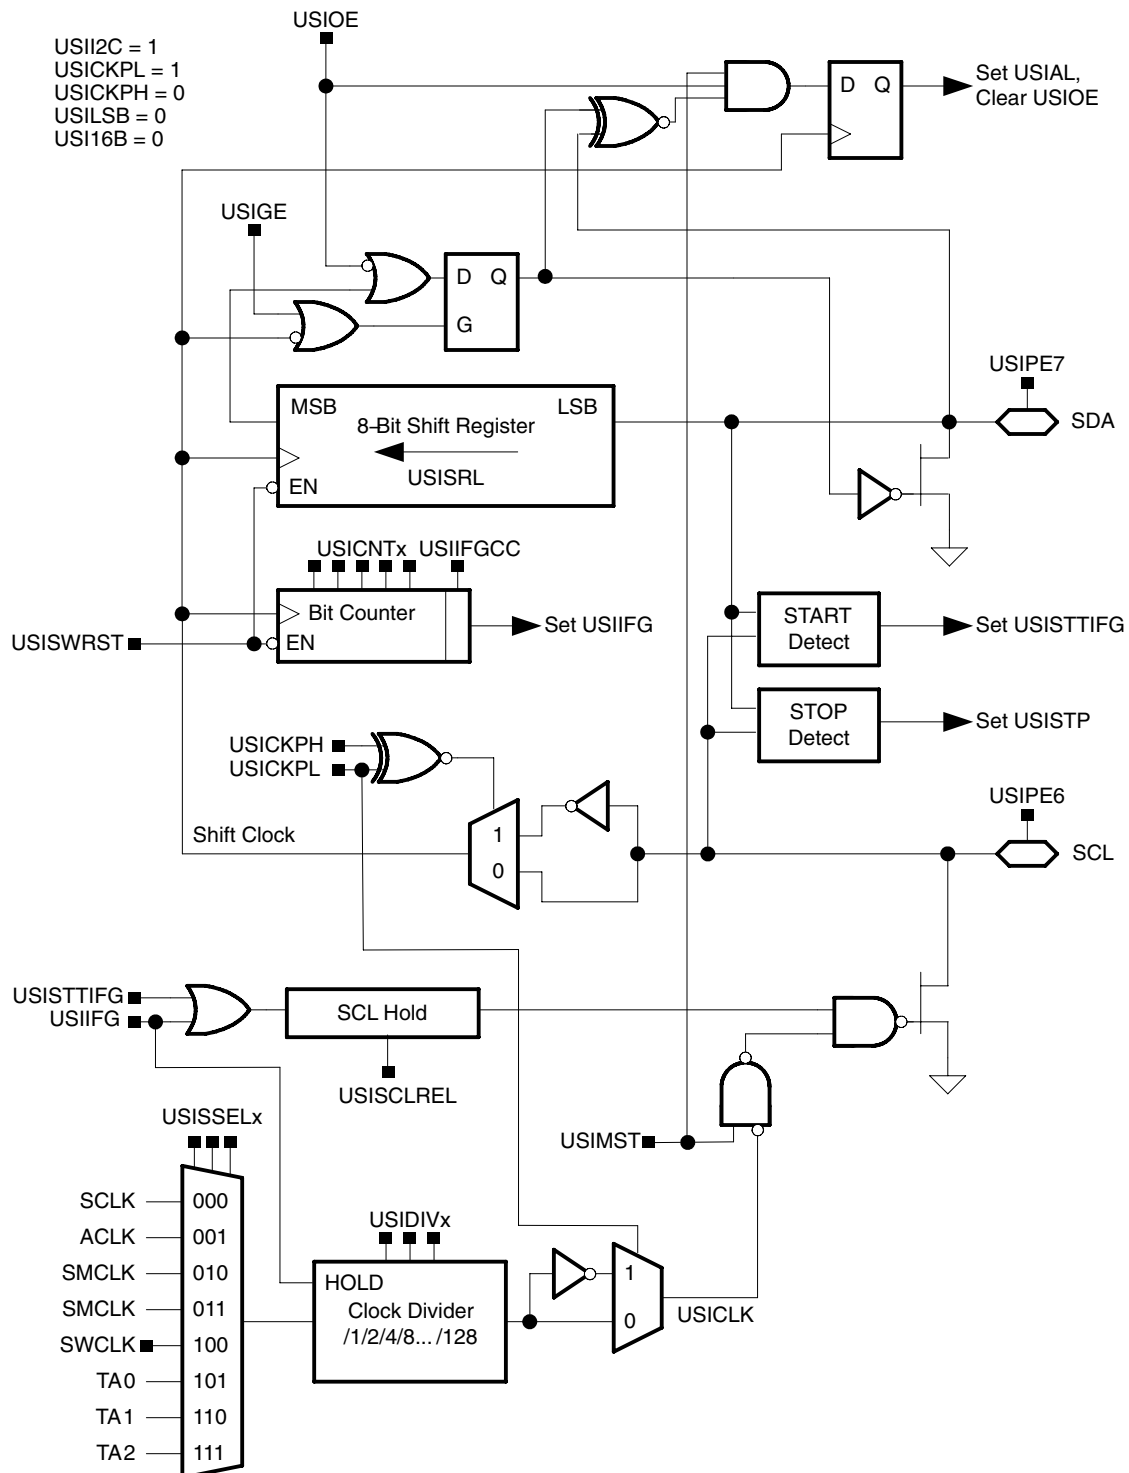 USIOE
USII2C = 1
USICKPL = 1
USICKPH = 0
USILSB = 0
USI16B = 0
D Q
Set USIAL,
Clear USIOE
USIGE
D Q
G
MSB
LSB
8–Bit Shift Register
USISRL
EN
USIPE7
SDA
USICNTx
USIIFGCC
Bit Counter
EN
Set USIIFG
USISWRST
START
Detect
Set USISTTIFG
STOP
Detect
Set USISTP
USICKPH
USICKPL
1
0
Shift Clock
USIPE6
SCL
USISTTIFG
USIIFG
SCL Hold
USISCLREL
USIMST
USISSELx
SCLK 000
ACLK 001
SMCLK 010
SMCLK 011
SWCLK 100
TA0 101
TA1 110
TA2 111
USIDIVx
HOLD
Clock Divider
/1/2/4/8... /128
1
0
USICLK